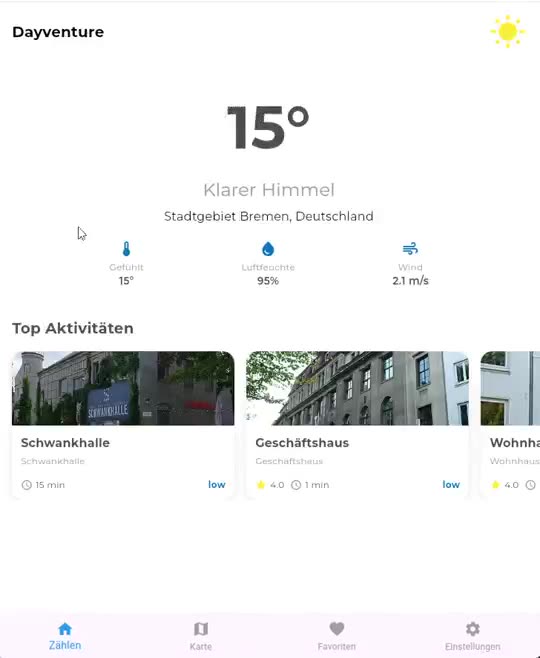 Dayventure
15°
Klarer Himmel
Stadtgebiet Bremen, Deutschland
Gefühlt
Luftfeuchte
Wind
15°
95%
2.1 m/s
Top Aktivitäten
SCHWANKHALLE
Schwankhalle
Geschäftshaus
Wohnha
Schwankhalle
Geschäftshaus
Wohnhaus
15 min
low
4.0
1 min
low
4.0
Zählen
Karte
Favoriten
Einstellungen